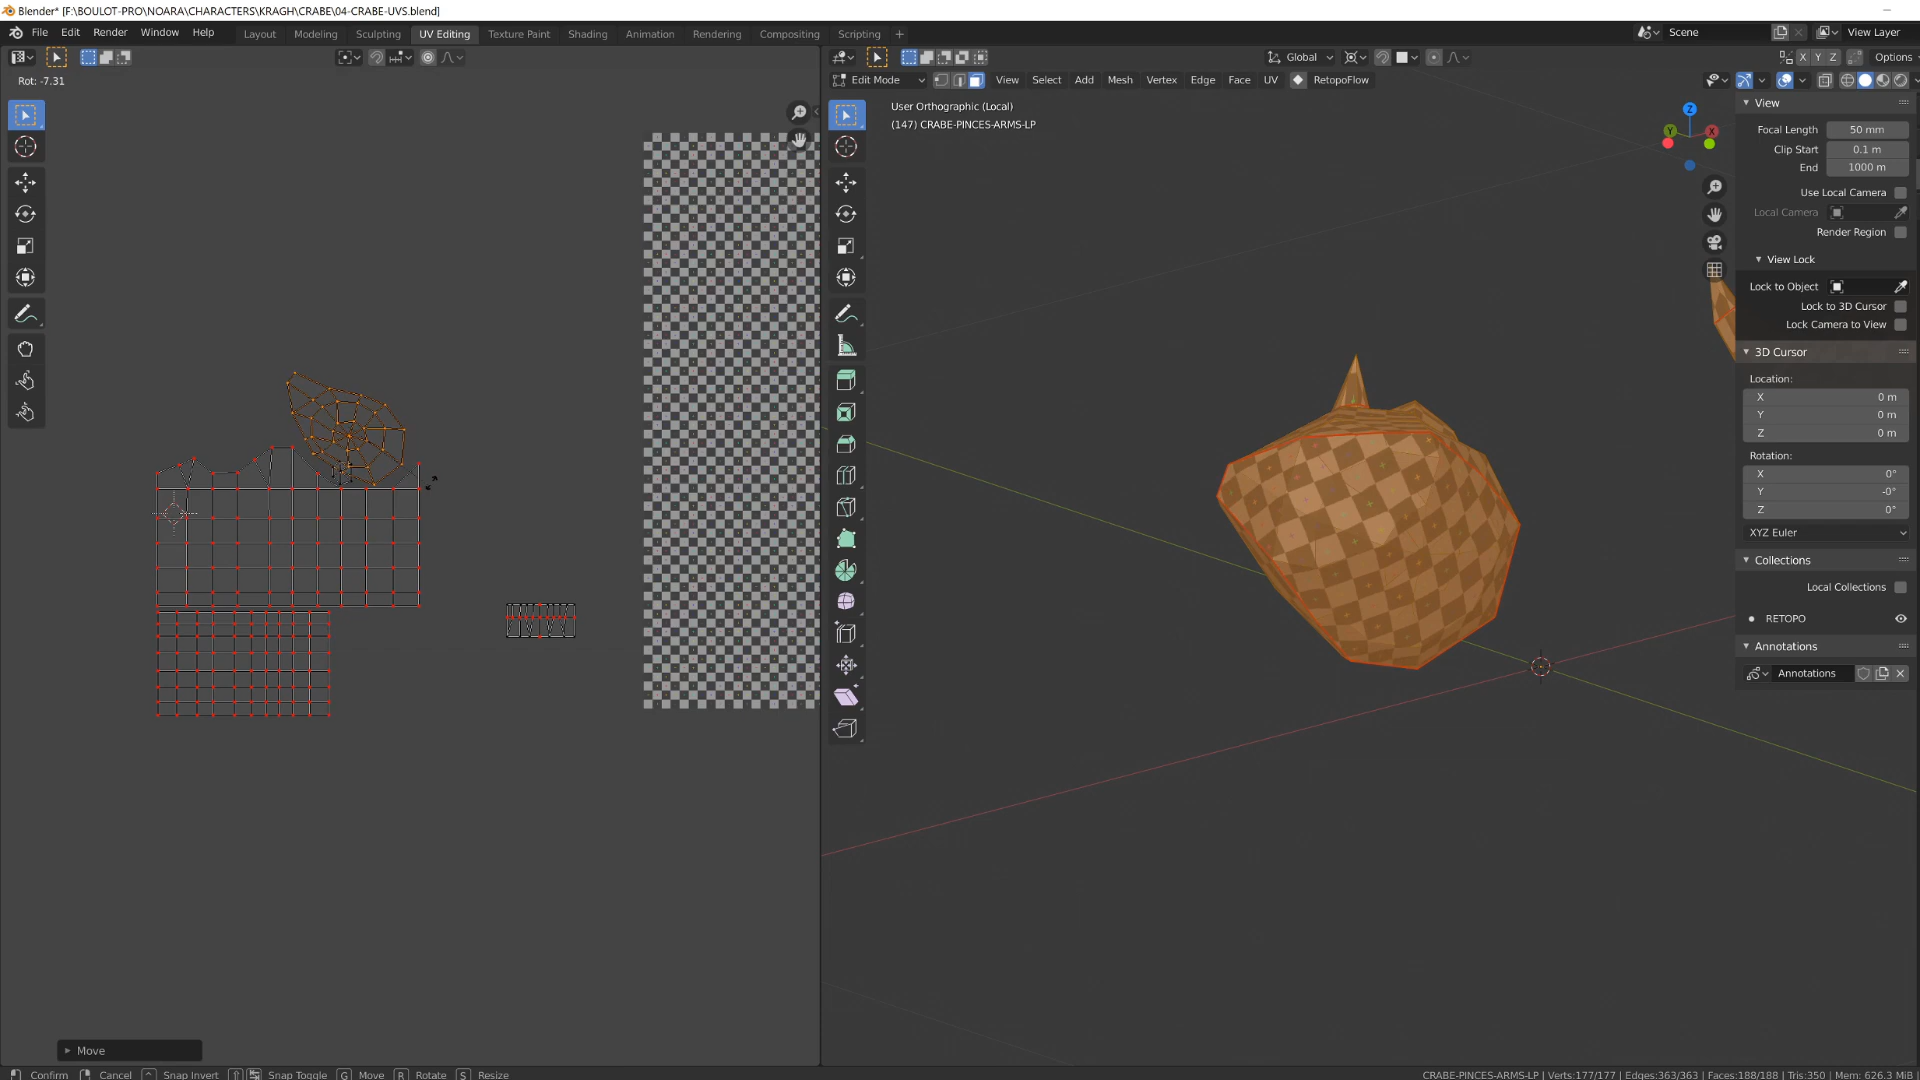 Blender* [F:\BOULOT-PRO\NOARA\CHARACTERS\KRAGH\CRABE\04-CRABE-UVS.blend]
File Edit Render Window Help Layout Modeling Sculpting UV Editing Texture Paint Shading Animation Rendering Compositing Scripting + Scene View Layer
Global X Y Z Options
Rot: -7.31
Edit Mode View Select Add Mesh Vertex Edge Face UV RetopoFlow
User Orthographic (Local)
(147) CRABE-PINCES-ARMS-LP
Z
Y X
View
Focal Length 50 mm
Clip Start 0.1 m
End 1000 m
Use Local Camera
Local Camera
Render Region
View Lock
Lock to Object
Lock to 3D Cursor
Lock Camera to View
3D Cursor
Location:
X 0 m
Y 0 m
Z 0 m
Rotation:
X 0°
Y -0°
Z 0°
XYZ Euler
Collections
Local Collections
RETOPO
Annotations
Annotations
Move
Confirm Cancel Snap Invert Snap Toggle G Move R Rotate S Resize
CRABE-PINCES-ARMS-LP | Verts:177/177 | Edges:363/363 | Faces:188/188 | Tris:350 | Mem: 626.3 MiB